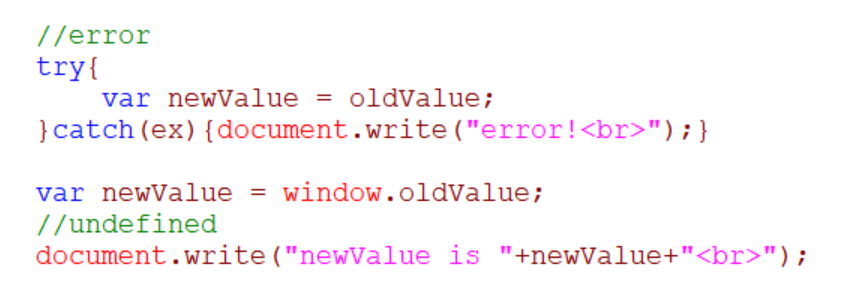 //error
try{
    var newValue = oldValue;
}catch(ex){document.write("error!<br>");}

var newValue = window.oldValue;
//undefined
document.write("newValue is "+newValue+"<br>");